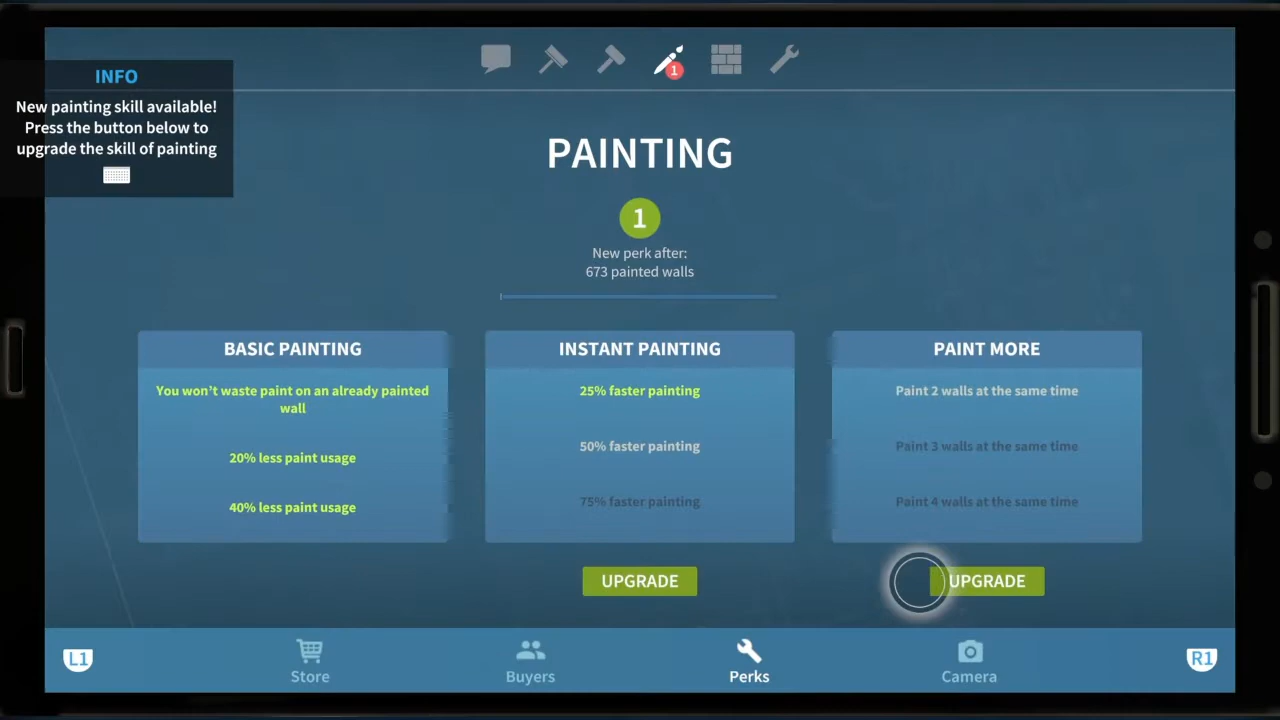 INFO
New painting skill available!
Press the button below to
upgrade the skill of painting
1
PAINTING
1
New perk after:
673 painted walls
BASIC PAINTING
You won't waste paint on an already painted
wall
20% less paint usage
40% less paint usage
INSTANT PAINTING
25% faster painting
50% faster painting
75% faster painting
UPGRADE
PAINT MORE
Paint 2 walls at the same time
Paint 3 walls at the same time
Paint 4 walls at the same time
UPGRADE
L1
Store
Buyers
Perks
Camera
R1